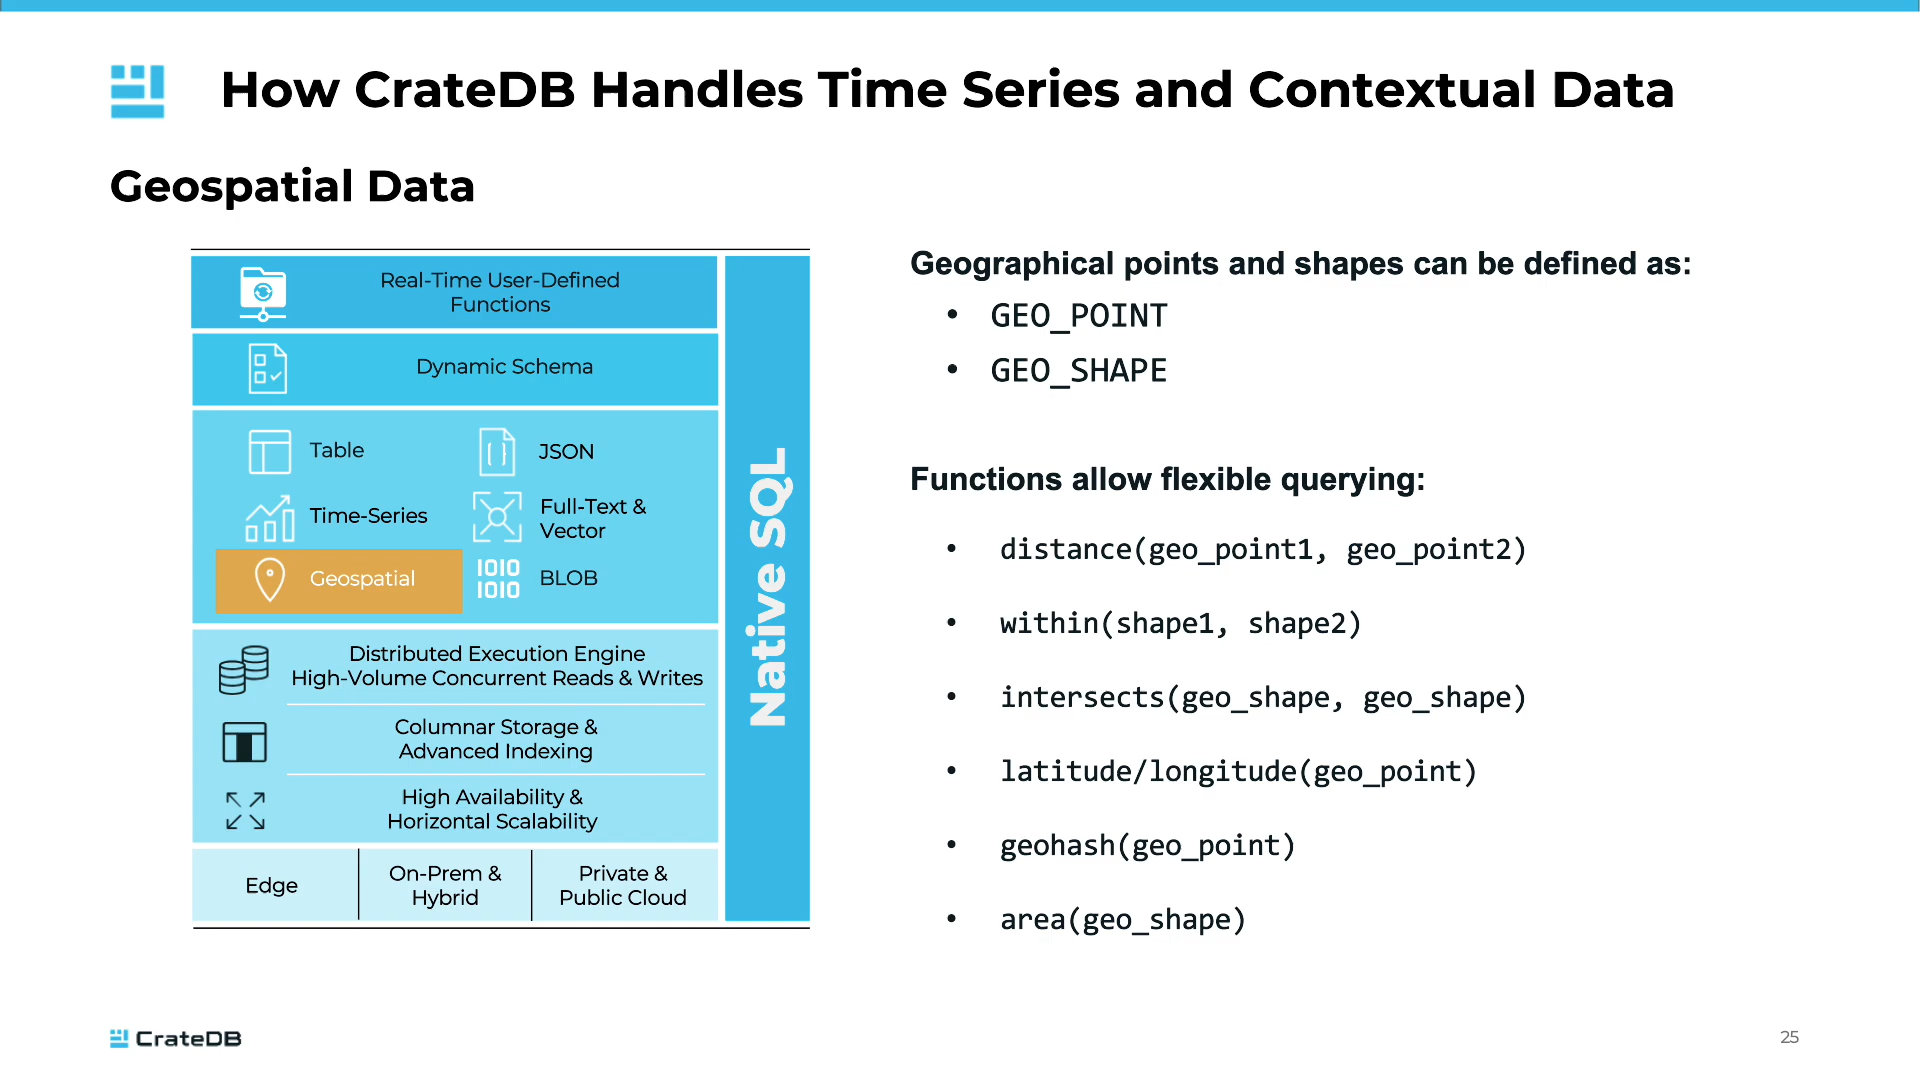 How CrateDB Handles Time Series and Contextual Data
Geospatial Data
Real-Time User-Defined
Functions
Dynamic Schema
Table
JSON
Time-Series
Full-Text &
Vector
Geospatial
1010
1010
BLOB
Distributed Execution Engine
High-Volume Concurrent Reads & Writes
Columnar Storage &
Advanced Indexing
High Availability &
Horizontal Scalability
Edge
On-Prem &
Hybrid
Private &
Public Cloud
Native SQL
Geographical points and shapes can be defined as:
• GEO_POINT
• GEO_SHAPE
Functions allow flexible querying:
• distance(geo_point1, geo_point2)
• within(shape1, shape2)
• intersects(geo_shape, geo_shape)
• latitude/longitude(geo_point)
• geohash(geo_point)
• area(geo_shape)
CrateDB
25